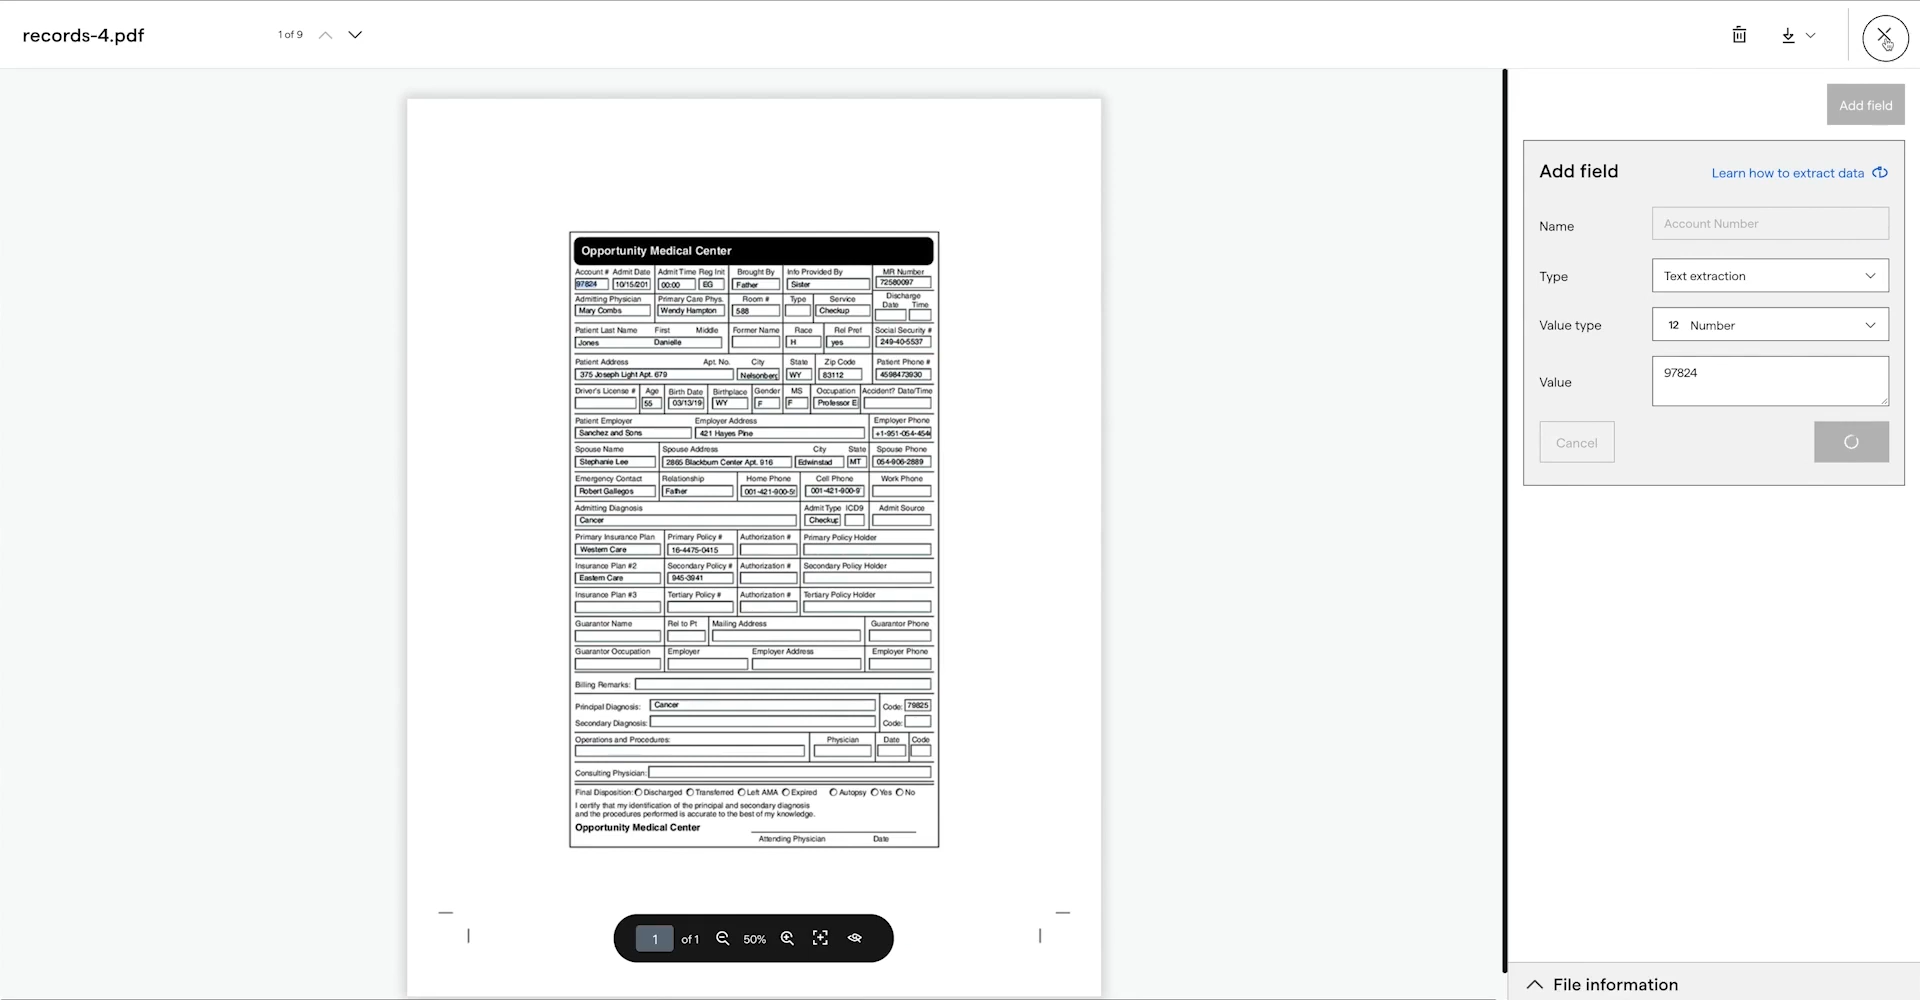 records-4.pdf
1 of 9
Add field
Add field
Learn how to extract data
Name
Account Number
Type
Text extraction
Value type
12 Number
Value
97824
Cancel
Opportunity Medical Center
Account # Admit Date Admit Time Reg Init Brought By Info Provided By MR Number
97824 10/15/201 00:00 EG Father Sister 72580097
Admitting Physician Primary Care Phys. Room # Type Service Discharge
Date Time
Mary Combs Wendy Hampton 588 Checkup
Patient Last Name First Middle Former Name Race Rel Pref Social Security #
Jones Danielle H yes 249-40-5537
Patient Address Apt. No. City State Zip Code Patient Phone #
375 Joseph Light Apt. 679 Nelsonberg WY 83112 4598473930
Driver's License # Age Birth Date Birthplace Gender MS Occupation Accident? Date/Time
55 03/13/19 WY F F Professor E
Patient Employer Employer Address Employer Phone
Sanchez and Sons 421 Hayes Pine +1-951-054-454
Spouse Name Spouse Address City State Spouse Phone
Stephanie Lee 2865 Blackburn Center Apt. 916 Edwinstad MT 054-906-2889
Emergency Contact Relationship Home Phone Cell Phone Work Phone
Robert Gallegos Father 001-421-900-5 001-421-900-9
Admitting Diagnosis Admit Type ICD9 Admit Source
Cancer Checkup
Primary Insurance Plan Primary Policy # Authorization # Primary Policy Holder
Western Care 16-4475-0415
Insurance Plan #2 Secondary Policy # Authorization # Secondary Policy Holder
Eastern Care 945-3941
Insurance Plan #3 Tertiary Policy # Authorization # Tertiary Policy Holder
Guarantor Name Rel to Pt Mailing Address Guarantor Phone
Guarantor Occupation Employer Employer Address Employer Phone
Billing Remarks:
Principal Diagnosis: Cancer Code: 79825
Secondary Diagnosis: Code:
Operations and Procedures: Physician Date Code
Consulting Physician:
Final Disposition: Discharged Transferred Left AMA Expired Autopsy Yes No
I certify that my identification of the principal and secondary diagnosis
and the procedures performed is accurate to the best of my knowledge.
Opportunity Medical Center
Attending Physician Date
1 of 1 50%
File information